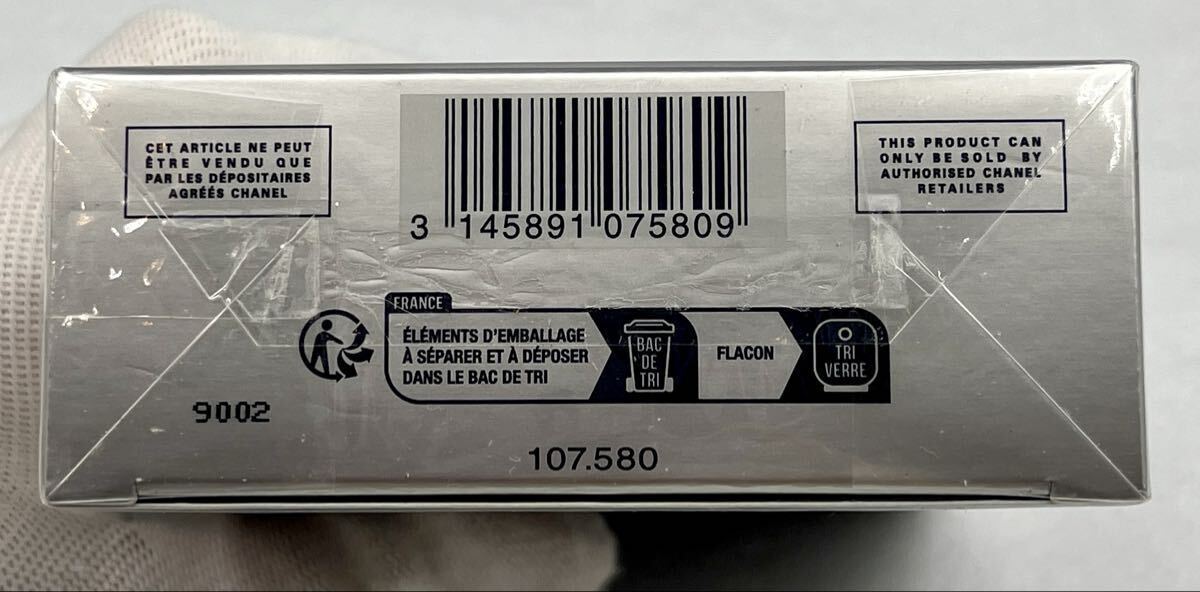 CET ARTICLE NE PEUT
ÊTRE VENDU QUE
PAR LES DÉPOSITAIRES
AGRÉÉS CHANEL
3 145891 075809
THIS PRODUCT CAN
ONLY BE SOLD BY
AUTHORISED CHANEL
RETAILERS
FRANCE
ÉLÉMENTS D'EMBALLAGE
À SÉPARER ET À DÉPOSER
DANS LE BAC DE TRI
BAC
DE
TRI
FLACON
TRI
VERRE
9002
107.580